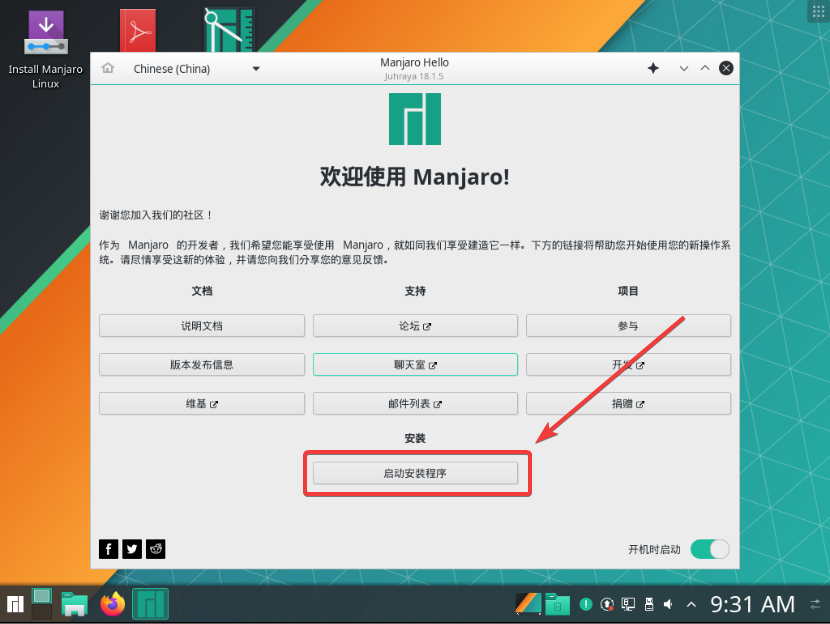 Install Manjaro
Linux
Chinese (China)
Manjaro Hello
Juhraya 18.1.5
欢迎使用 Manjaro!
谢谢您加入我们的社区！
作为 Manjaro 的开发者，我们希望您能享受使用 Manjaro，就如同我们享受建造它一样。下方的链接将帮助您开始使用您的新操作系
统。请尽情享受这新的体验，并请您向我们分享您的意见反馈。
文档 支持 项目
说明文档 论坛 参与
版本发布信息 聊天室 开发
维基 邮件列表 捐赠
安装
启动安装程序
开机时启动
9:31 AM